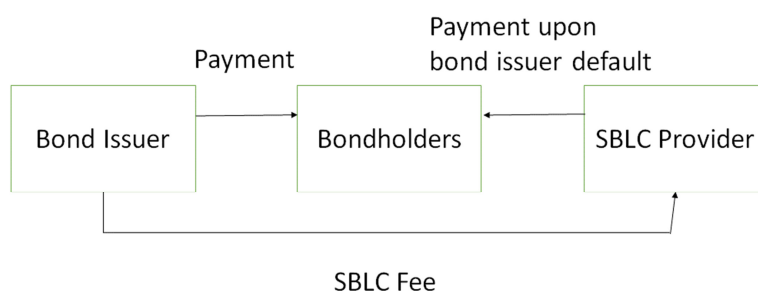 Payment
Payment upon
bond issuer default
Bond Issuer
Bondholders
SBLC Provider
SBLC Fee